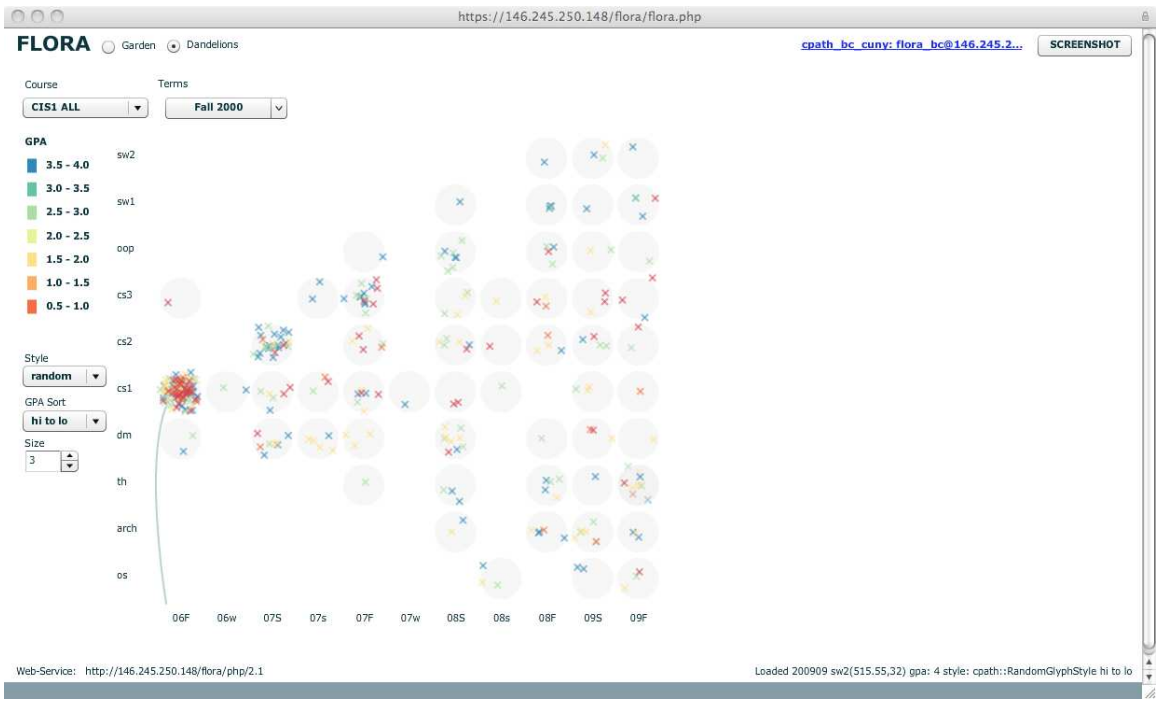 https://146.245.250.148/flora/flora.php
FLORA Garden Dandelions cpath_bc_cuny: flora_bc@146.245.2... SCREENSHOT
Course Terms
CIS1 ALL Fall 2000
GPA
3.5 - 4.0
3.0 - 3.5
2.5 - 3.0
2.0 - 2.5
1.5 - 2.0
1.0 - 1.5
0.5 - 1.0
Style
random
GPA Sort
hi to lo
Size
3
sw2
sw1
oop
cs3
cs2
cs1
dm
th
arch
os
06F 06w 07S 07s 07F 07w 08S 08s 08F 09S 09F
Web-Service: http://146.245.250.148/flora/php/2.1 Loaded 200909 sw2(515.55,32) gpa: 4 style: cpath::RandomGlyphStyle hi to lo